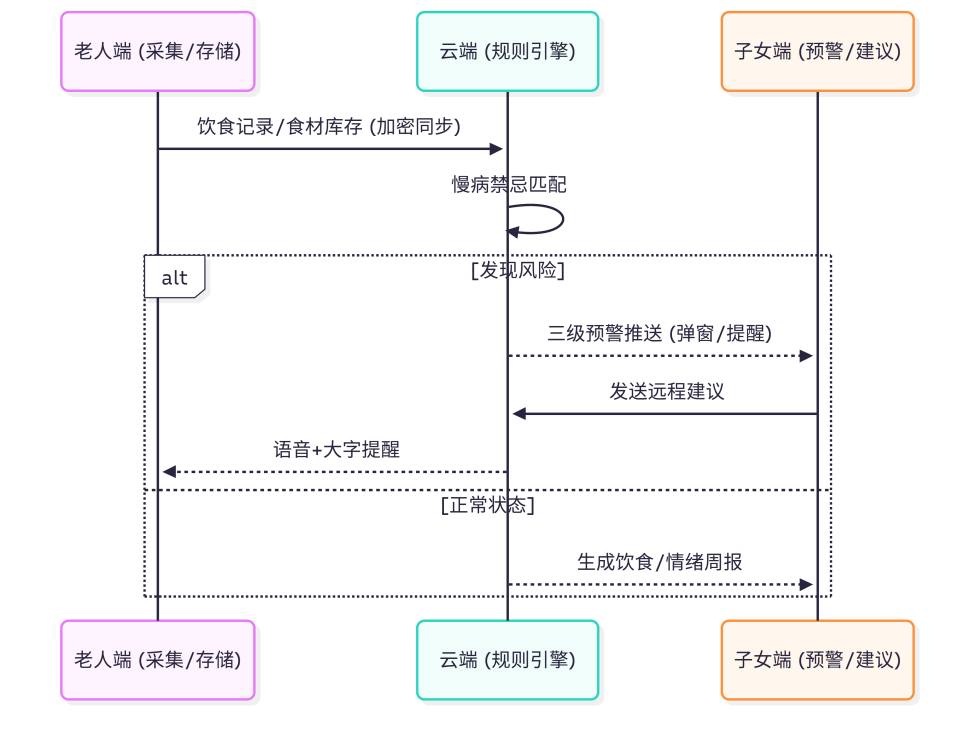 老人端 (采集/存储)
云端 (规则引擎)
子女端 (预警/建议)
饮食记录/食材库存 (加密同步)
慢病禁忌匹配
alt
[发现风险]
三级预警推送 (弹窗/提醒)
发送远程建议
语音+大字提醒
[正常状态]
生成饮食/情绪周报
老人端 (采集/存储)
云端 (规则引擎)
子女端 (预警/建议)